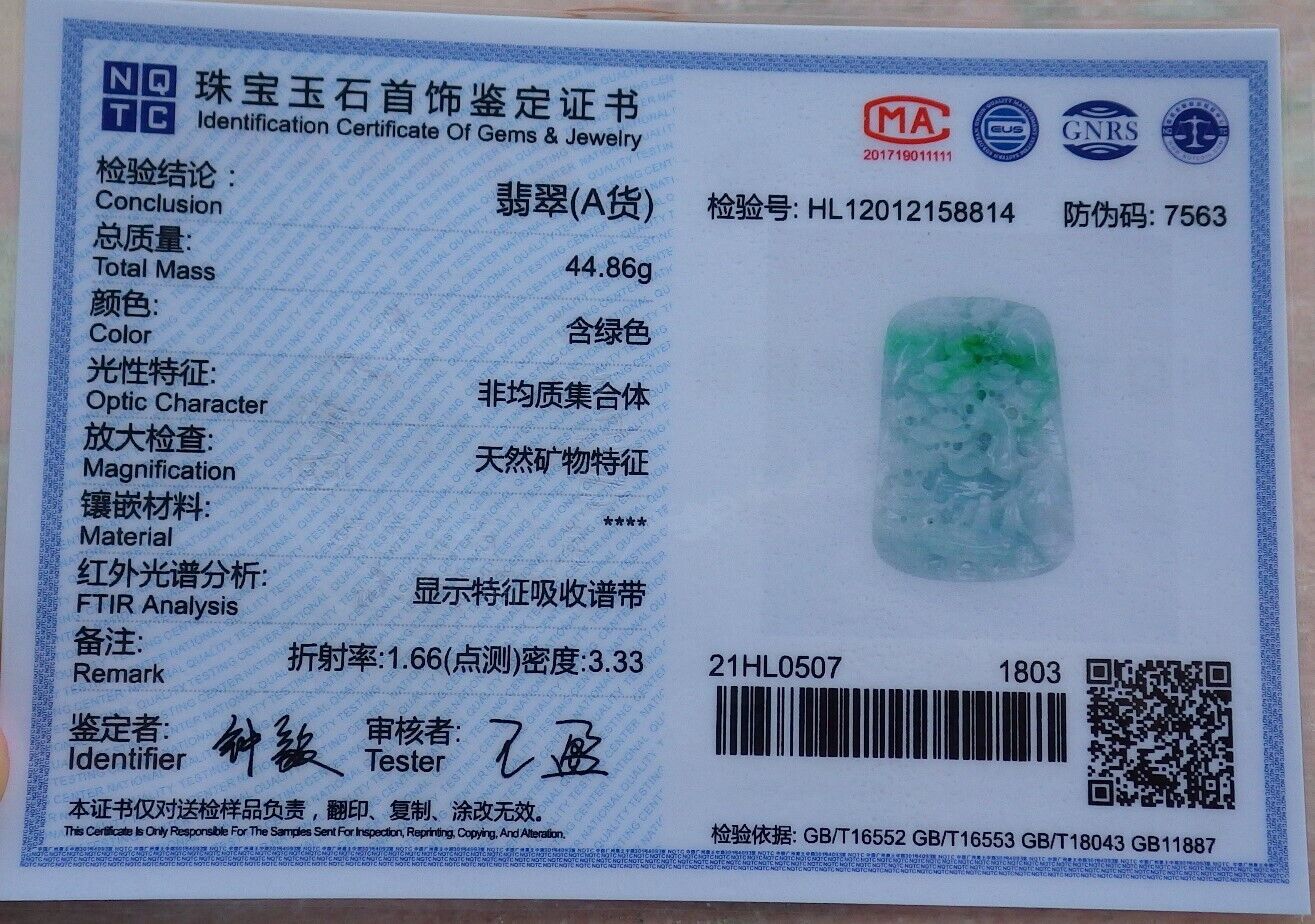 NQ
TC
珠宝玉石首饰鉴定证书
Identification Certificate Of Gems & Jewelry
检验结论：
Conclusion
翡翠(A货)
总质量:
Total Mass
44.86g
颜色:
Color
含绿色
光性特征:
Optic Character
非均质集合体
放大检查:
Magnification
天然矿物特征
镶嵌材料:
Material
****
红外光谱分析:
FTIR Analysis
显示特征吸收谱带
备注:
Remark
折射率:1.66(点测)密度:3.33
鉴定者:
Identifier
审核者:
Tester
本证书仅对送检样品负责，翻印、复制、涂改无效。
This Certificate Is Only Responsible For The Samples Sent For Inspection, Reprinting, Copying, And Alteration.
MA
201719011111
EUS
GNRS
检验号: HL12012158814
防伪码: 7563
21HL0507
1803
检验依据: GB/T16552 GB/T16553 GB/T18043 GB11887